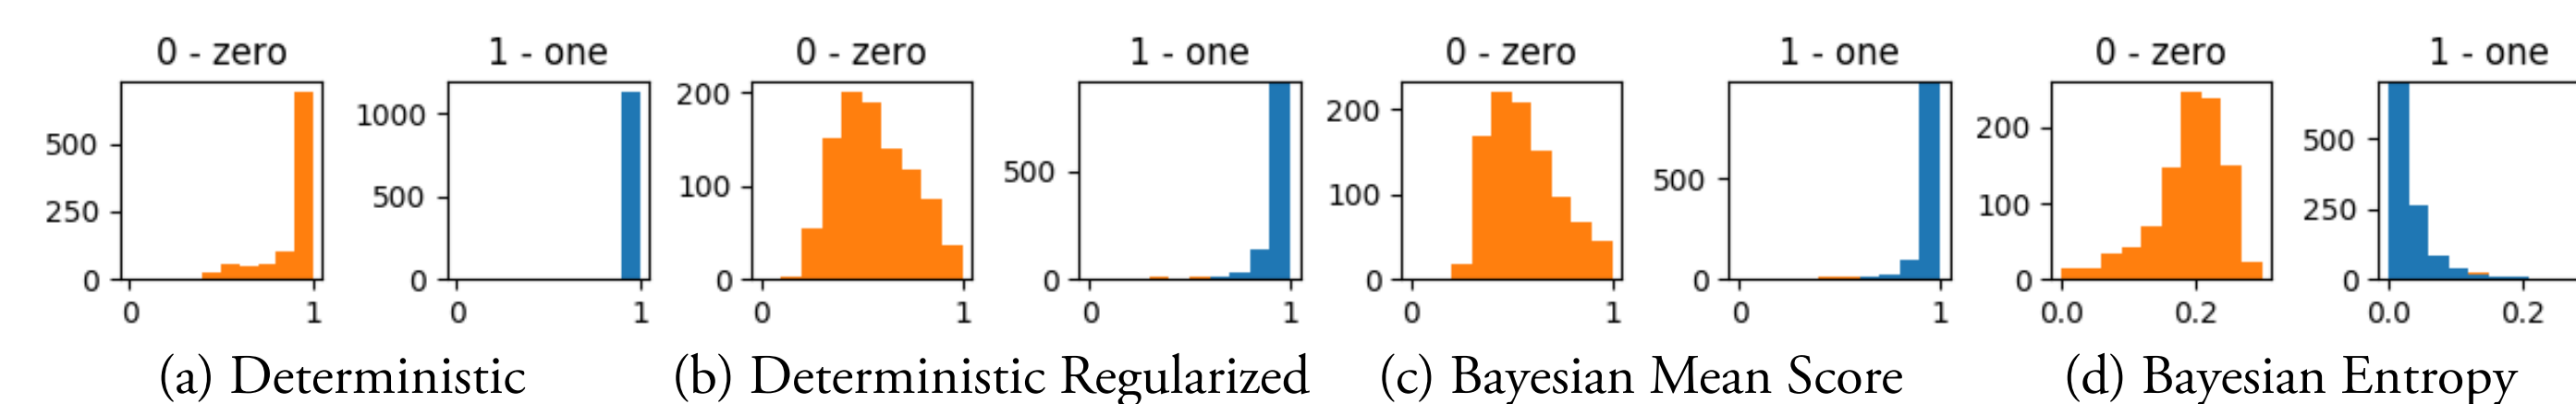 0 - zero 1 - one 0 - zero 1 - one 0 - zero 1 - one 0 - zero 1 - one
500 250 0 0 1
1000 500 0 0 1
200 100 0 0 1
500 0 0 1
200 100 0 0 1
500 0 0 1
200 100 0 0.0 0.2
500 250 0 0.0 0.2
(a) Deterministic (b) Deterministic Regularized (c) Bayesian Mean Score (d) Bayesian Entropy